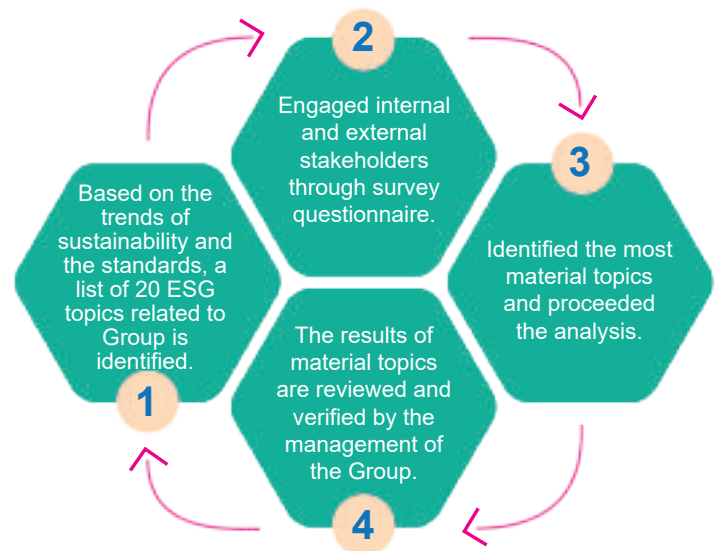 1
Based on the
trends of
sustainability and
the standards, a
list of 20 ESG
topics related to
Group is
identified.
2
Engaged internal
and external
stakeholders
through survey
questionnaire.
3
Identified the most
material topics
and proceeded
the analysis.
The results of
material topics
are reviewed and
verified by the
management of
the Group.
4